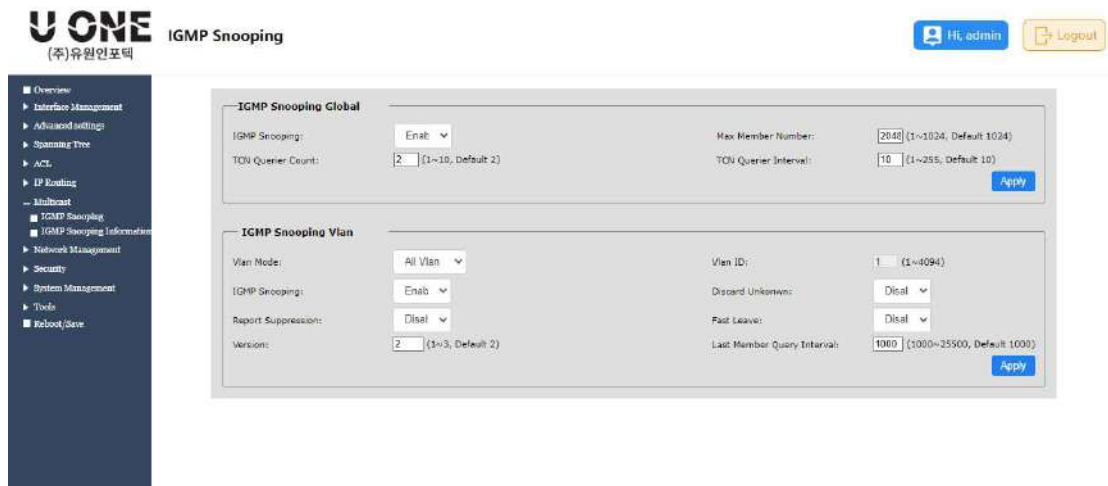 U ONE
(주)유원인포텍
IGMP Snooping
Hi, admin
Logout
Overview
Interface Management
Advanced settings
Spanning Tree
ACL
IP Routing
Multicast
IGMP Snooping
IGMP Snooping Information
Network Management
Security
System Management
Tools
Reboot/Save
IGMP Snooping Global
IGMP Snooping: Enab Max Member Number: 2048 (1~1024, Default 1024)
TCN Querier Count: 2 (1~10, Default 2) TCN Querier Interval: 10 (1~255, Default 10)
Apply
IGMP Snooping Vlan
Vlan Mode: All Vlan Vlan ID: 1 (1~4094)
IGMP Snooping: Enab Discard Unkonwn: Disal
Report Suppression: Disal Fast Leave: Disal
Version: 2 (1~3, Default 2) Last Member Query Interval: 1000 (1000~25500, Default 1000)
Apply